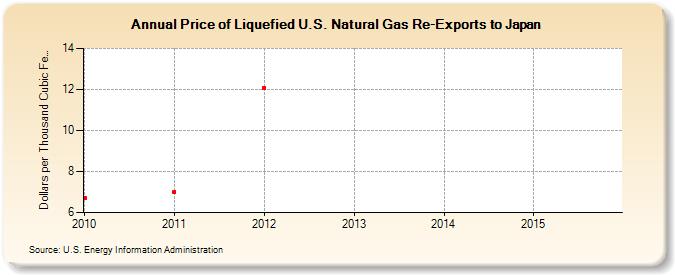 Annual Price of Liquefied U.S. Natural Gas Re-Exports to Japan
Dollars per Thousand Cubic Fe...
14
12
10
8
6
2010 2011 2012 2013 2014 2015
Source: U.S. Energy Information Administration